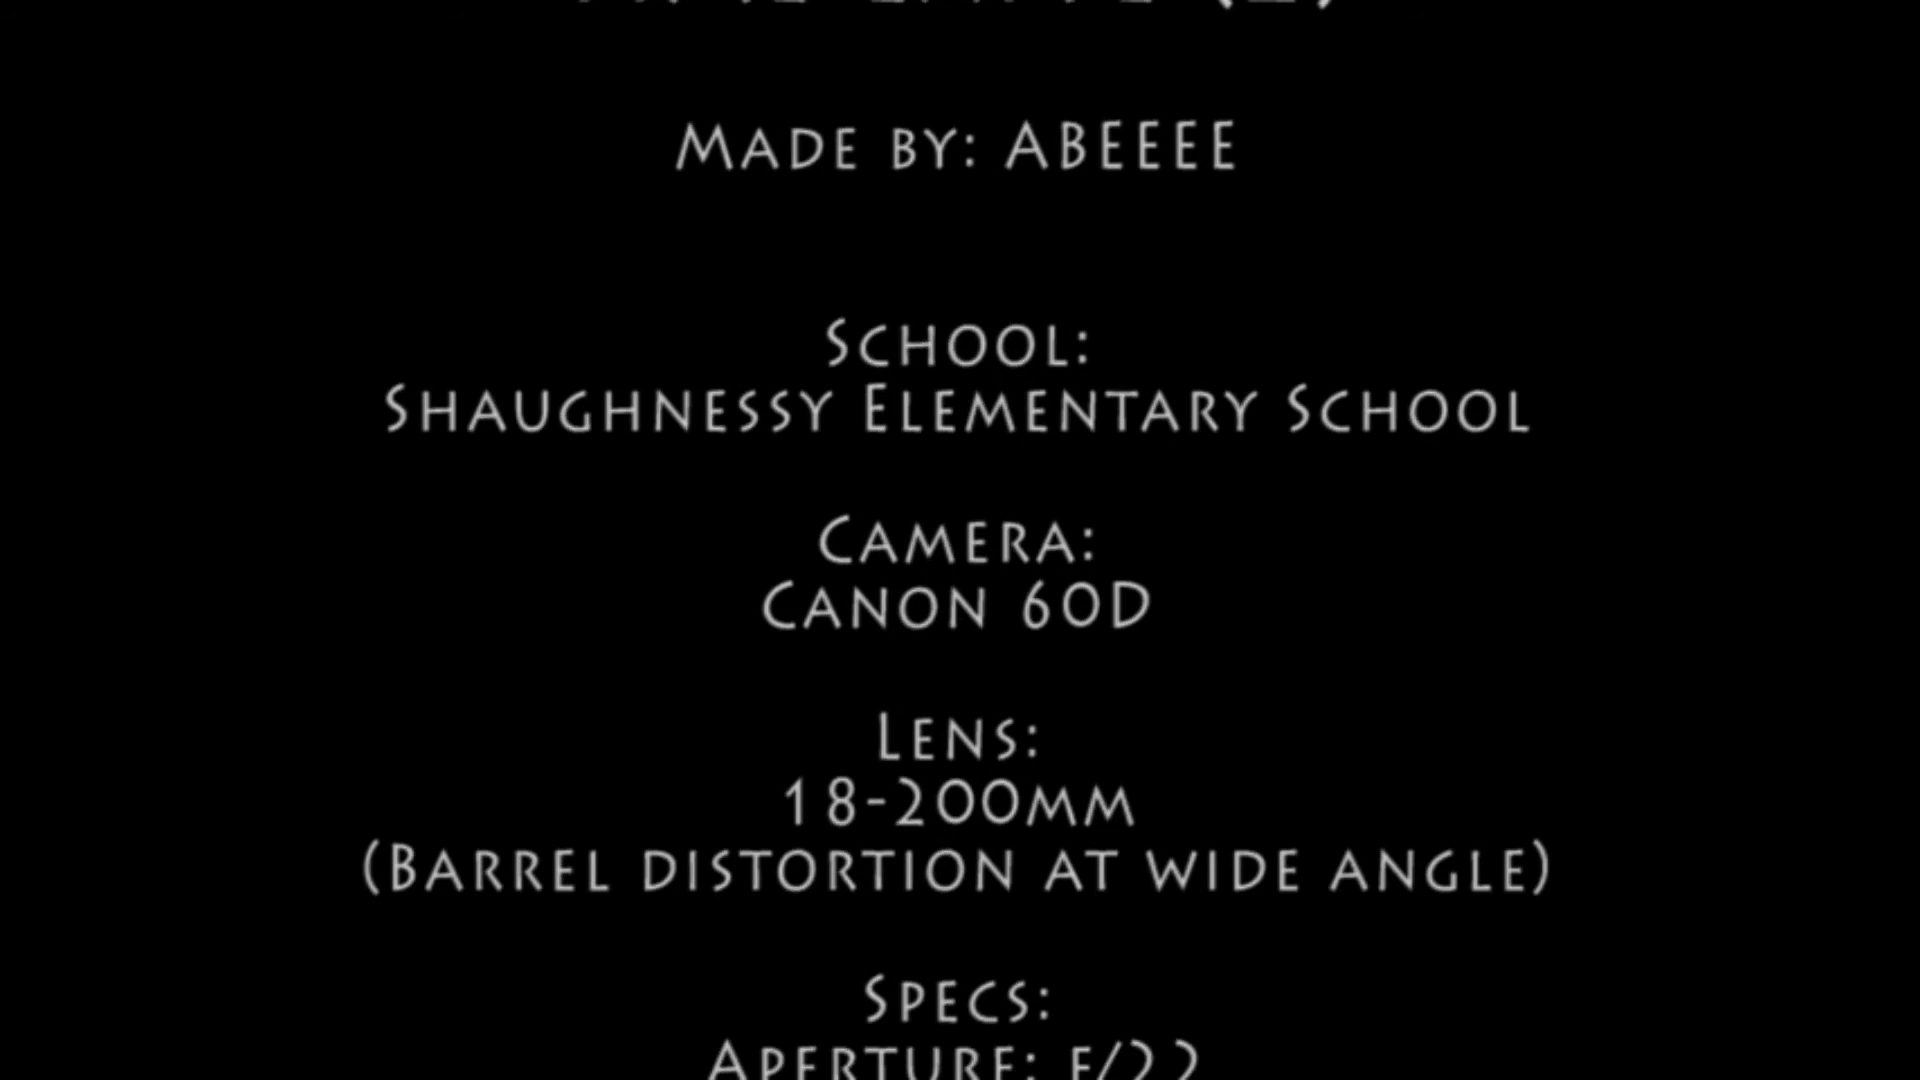 Made by: ABEEEE
School:
Shaughnessy Elementary School
Camera:
Canon 60D
Lens:
18-200mm
(Barrel distortion at wide angle)
Specs:
Aperture: f/22